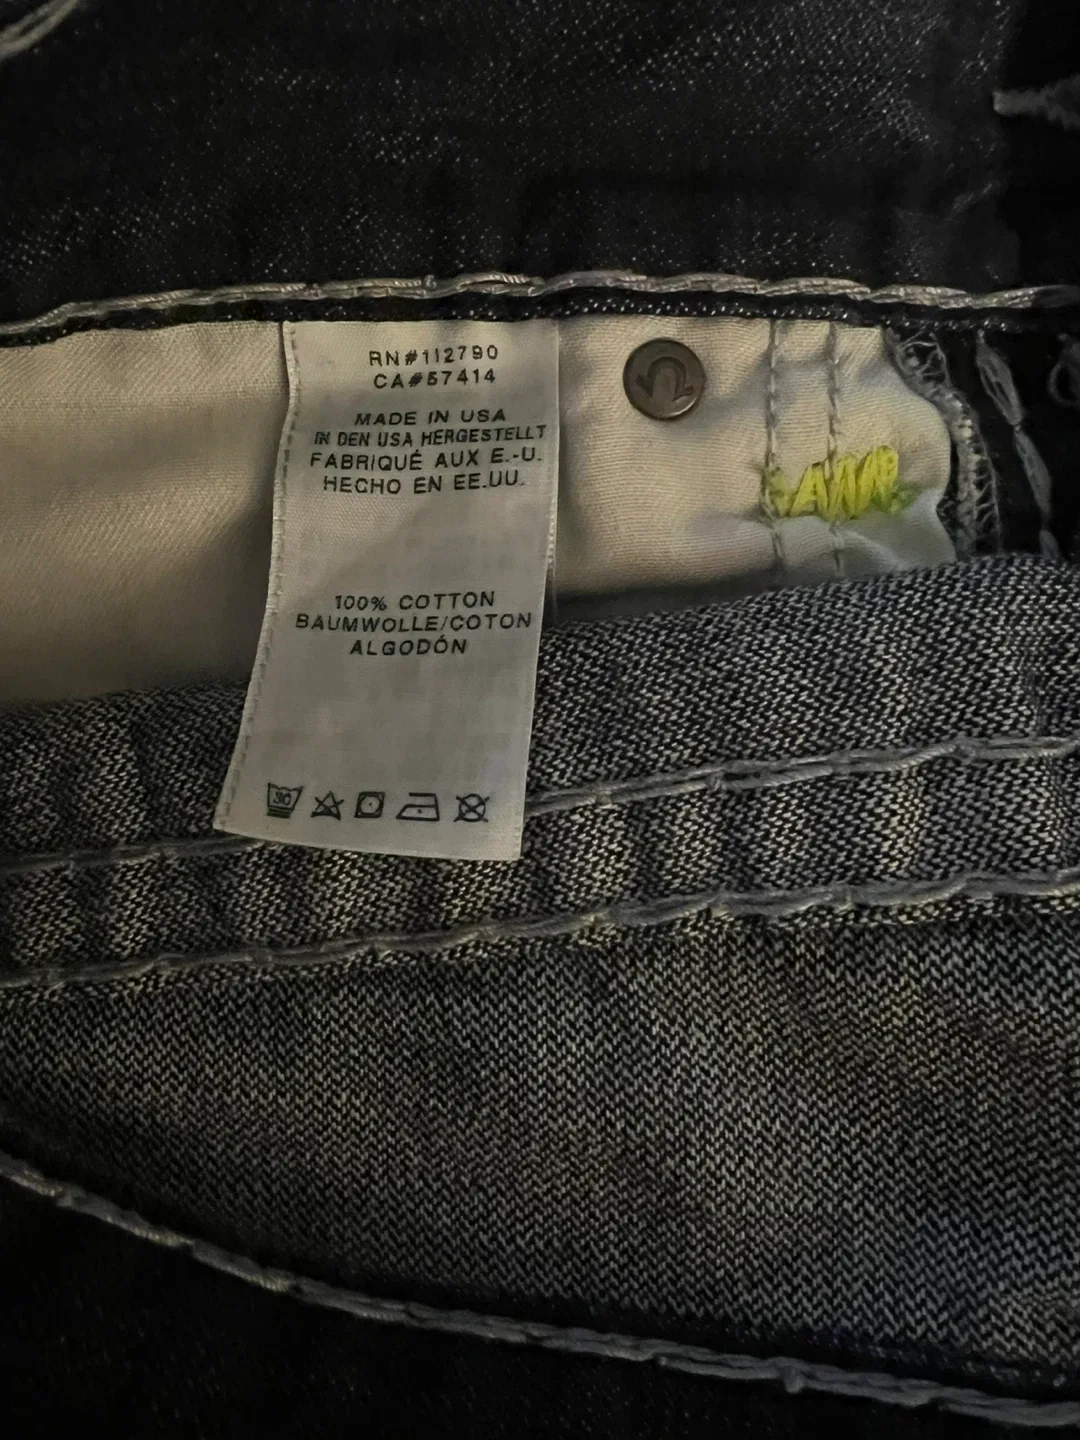 RN#112790
CA#57414
MADE IN USA
IN DEN USA HERGESTELLT
FABRIQUÉ AUX E.-U.
HECHO EN EE.UU.
100% COTTON
BAUMWOLLE/COTON
ALGODÓN
30